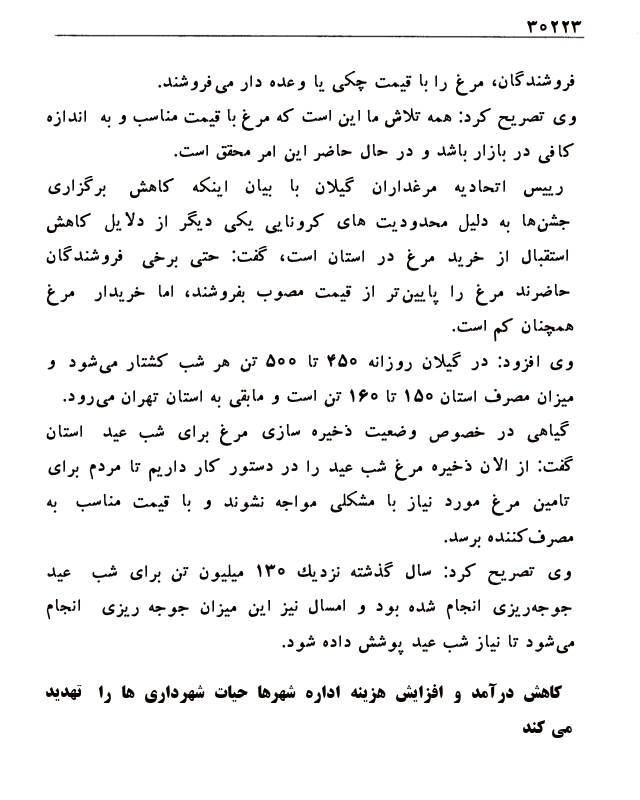 ۳۰۲۲۳
فروشندگان، مرغ را با قیمت چکی یا وعده دار می‌فروشند.
وی تصریح کرد: همه تلاش ما این است که مرغ با قیمت مناسب و به اندازه
کافی در بازار باشد و در حال حاضر این امر محقق است.
رییس اتحادیه مرغداران گیلان با بیان اینکه کاهش برگزاری
جشن‌ها به دلیل محدودیت های کرونایی یکی دیگر از دلایل کاهش
استقبال از خرید مرغ در استان است، گفت: حتی برخی فروشندگان
حاضرند مرغ را پایین‌تر از قیمت مصوب بفروشند، اما خریدار مرغ
همچنان کم است.
وی افزود: در گیلان روزانه ۴۵۰ تا ۵۰۰ تن هر شب کشتار می‌شود و
میزان مصرف استان ۱۵۰ تا ۱۶۰ تن است و مابقی به استان تهران می‌رود.
گیاهی در خصوص وضعیت ذخیره سازی مرغ برای شب عید استان
گفت: از الان ذخیره مرغ شب عید را در دستور کار داریم تا مردم برای
تامین مرغ مورد نیاز با مشکلی مواجه نشوند و با قیمت مناسب به
مصرف‌کننده برسد.
وی تصریح کرد: سال گذشته نزدیك ۱۳۰ میلیون تن برای شب عید
جوجه‌ریزی انجام شده بود و امسال نیز این میزان جوجه ریزی انجام
می‌شود تا نیاز شب عید پوشش داده شود.
کاهش درآمد و افزایش هزینه اداره شهرها حیات شهرداری ها را تهدید
می کند